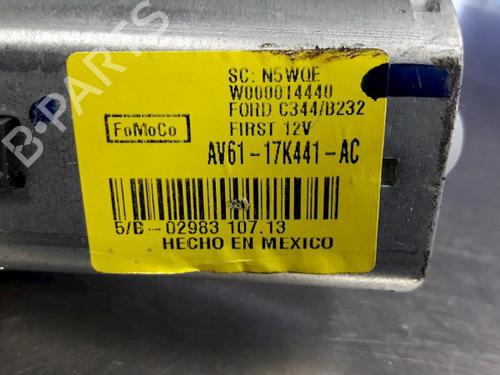 SC: N5WQE
W000014440
FORD C344/B232
FIRST 12V
FoMoCo
AV61-17K441-AC
5/B-02983 107.13
HECHO EN MEXICO
B-PARTS